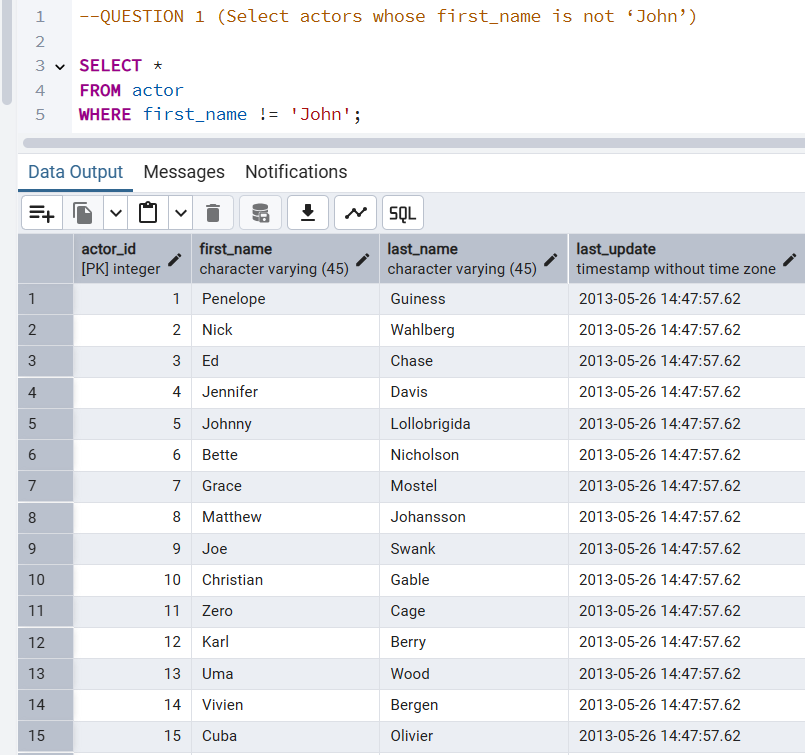 1 --QUESTION 1 (Select actors whose first_name is not ‘John’)
2
3 SELECT *
4 FROM actor
5 WHERE first_name != 'John';
Data Output Messages Notifications
SQL
actor_id first_name last_name last_update
[PK] integer character varying (45) character varying (45) timestamp without time zone
1 1 Penelope Guiness 2013-05-26 14:47:57.62
2 2 Nick Wahlberg 2013-05-26 14:47:57.62
3 3 Ed Chase 2013-05-26 14:47:57.62
4 4 Jennifer Davis 2013-05-26 14:47:57.62
5 5 Johnny Lollobrigida 2013-05-26 14:47:57.62
6 6 Bette Nicholson 2013-05-26 14:47:57.62
7 7 Grace Mostel 2013-05-26 14:47:57.62
8 8 Matthew Johansson 2013-05-26 14:47:57.62
9 9 Joe Swank 2013-05-26 14:47:57.62
10 10 Christian Gable 2013-05-26 14:47:57.62
11 11 Zero Cage 2013-05-26 14:47:57.62
12 12 Karl Berry 2013-05-26 14:47:57.62
13 13 Uma Wood 2013-05-26 14:47:57.62
14 14 Vivien Bergen 2013-05-26 14:47:57.62
15 15 Cuba Olivier 2013-05-26 14:47:57.62